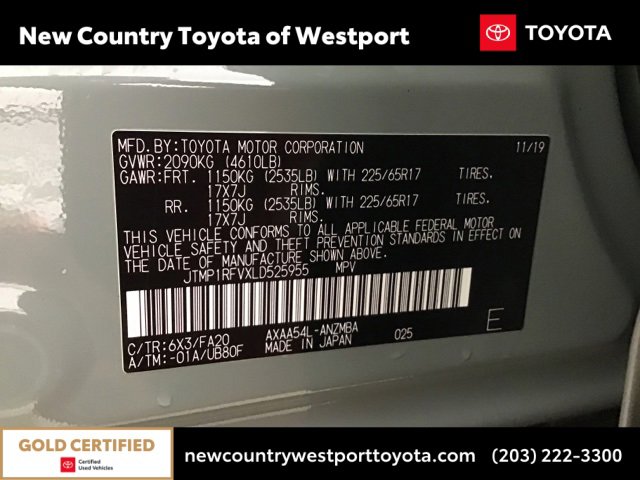 New Country Toyota of Westport
TOYOTA
MFD. BY: TOYOTA MOTOR CORPORATION 11/19
GVWR: 2090KG (4610LB)
GAWR: FRT. 1150KG (2535LB) WITH 225/65R17 TIRES.
17X7J RIMS.
RR. 1150KG (2535LB) WITH 225/65R17 TIRES.
17X7J RIMS.
THIS VEHICLE CONFORMS TO ALL APPLICABLE FEDERAL MOTOR
VEHICLE SAFETY AND THEFT PREVENTION STANDARDS IN EFFECT ON
THE DATE OF MANUFACTURE SHOWN ABOVE.
JTMP1RFVXLD525955 MPV
C/TR: 6X3/FA20 AXAA54L-ANZMBA 025 E
A/TM: -01A/UB80F MADE IN JAPAN
GOLD CERTIFIED
TOYOTA Certified Used Vehicles
newcountrywestporttoyota.com (203) 222-3300